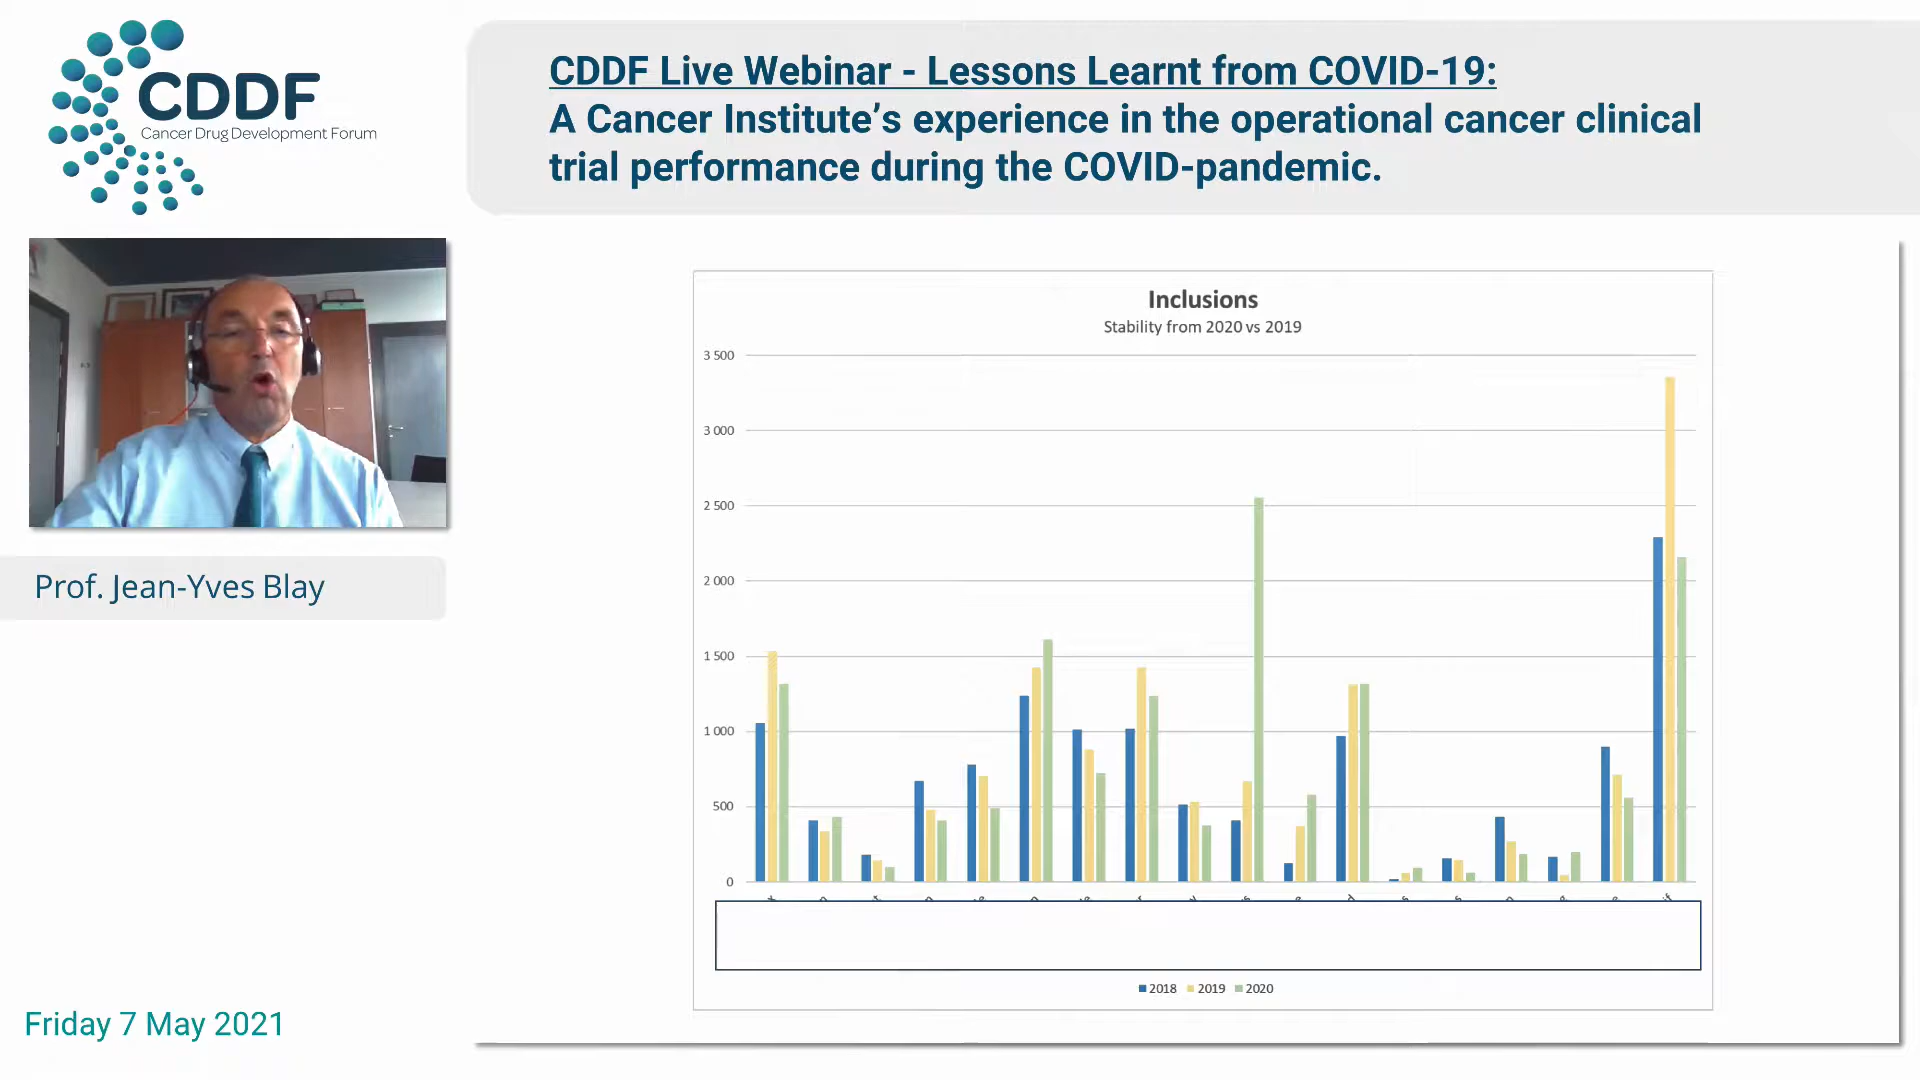 CDDF
Cancer Drug Development Forum
CDDF Live Webinar - Lessons Learnt from COVID-19:
A Cancer Institute's experience in the operational cancer clinical
trial performance during the COVID-pandemic.
Prof. Jean-Yves Blay
Friday 7 May 2021
Inclusions
Stability from 2020 vs 2019
3 500
3 000
2 500
2 000
1 500
1 000
500
0
2018 2019 2020